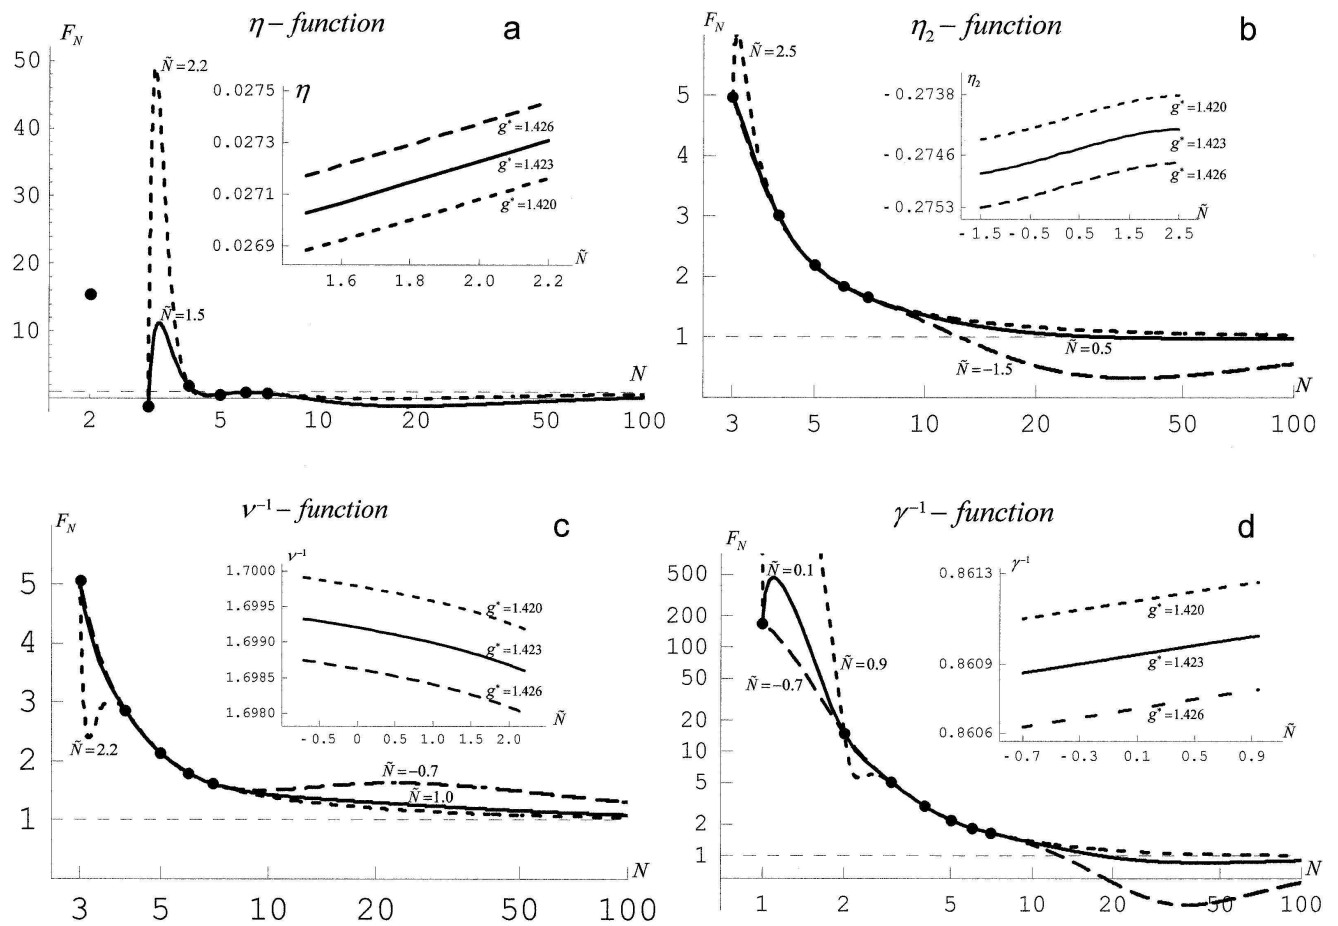 η – function
a
F_N
50
40
30
20
10
Ñ=2.2
Ñ=1.5
N
2
5
10
20
50
100
0.0275
0.0273
0.0271
0.0269
η
g*=1.426
g*=1.423
g*=1.420
Ñ
1.6
1.8
2.0
2.2
η₂ – function
b
F_N
5
4
3
2
1
Ñ=2.5
Ñ=0.5
Ñ=−1.5
N
3
5
10
20
50
100
η₂
-0.2738
-0.2746
-0.2753
g*=1.420
g*=1.423
g*=1.426
Ñ
-1.5
-0.5
0.5
1.5
2.5
ν⁻¹ – function
c
F_N
5
4
3
2
1
Ñ=2.2
Ñ=−0.7
Ñ=1.0
N
3
5
10
20
50
100
ν⁻¹
1.7000
1.6995
1.6990
1.6985
1.6980
g*=1.420
g*=1.423
g*=1.426
Ñ
-0.5
0
0.5
1.0
1.5
2.0
γ⁻¹ – function
d
F_N
500
200
100
50
20
10
5
2
1
Ñ=0.1
Ñ=0.9
Ñ=−0.7
N
1
2
5
10
20
50
100
γ⁻¹
0.8613
0.8609
0.8606
g*=1.420
g*=1.423
g*=1.426
Ñ
-0.7
-0.3
0.1
0.5
0.9